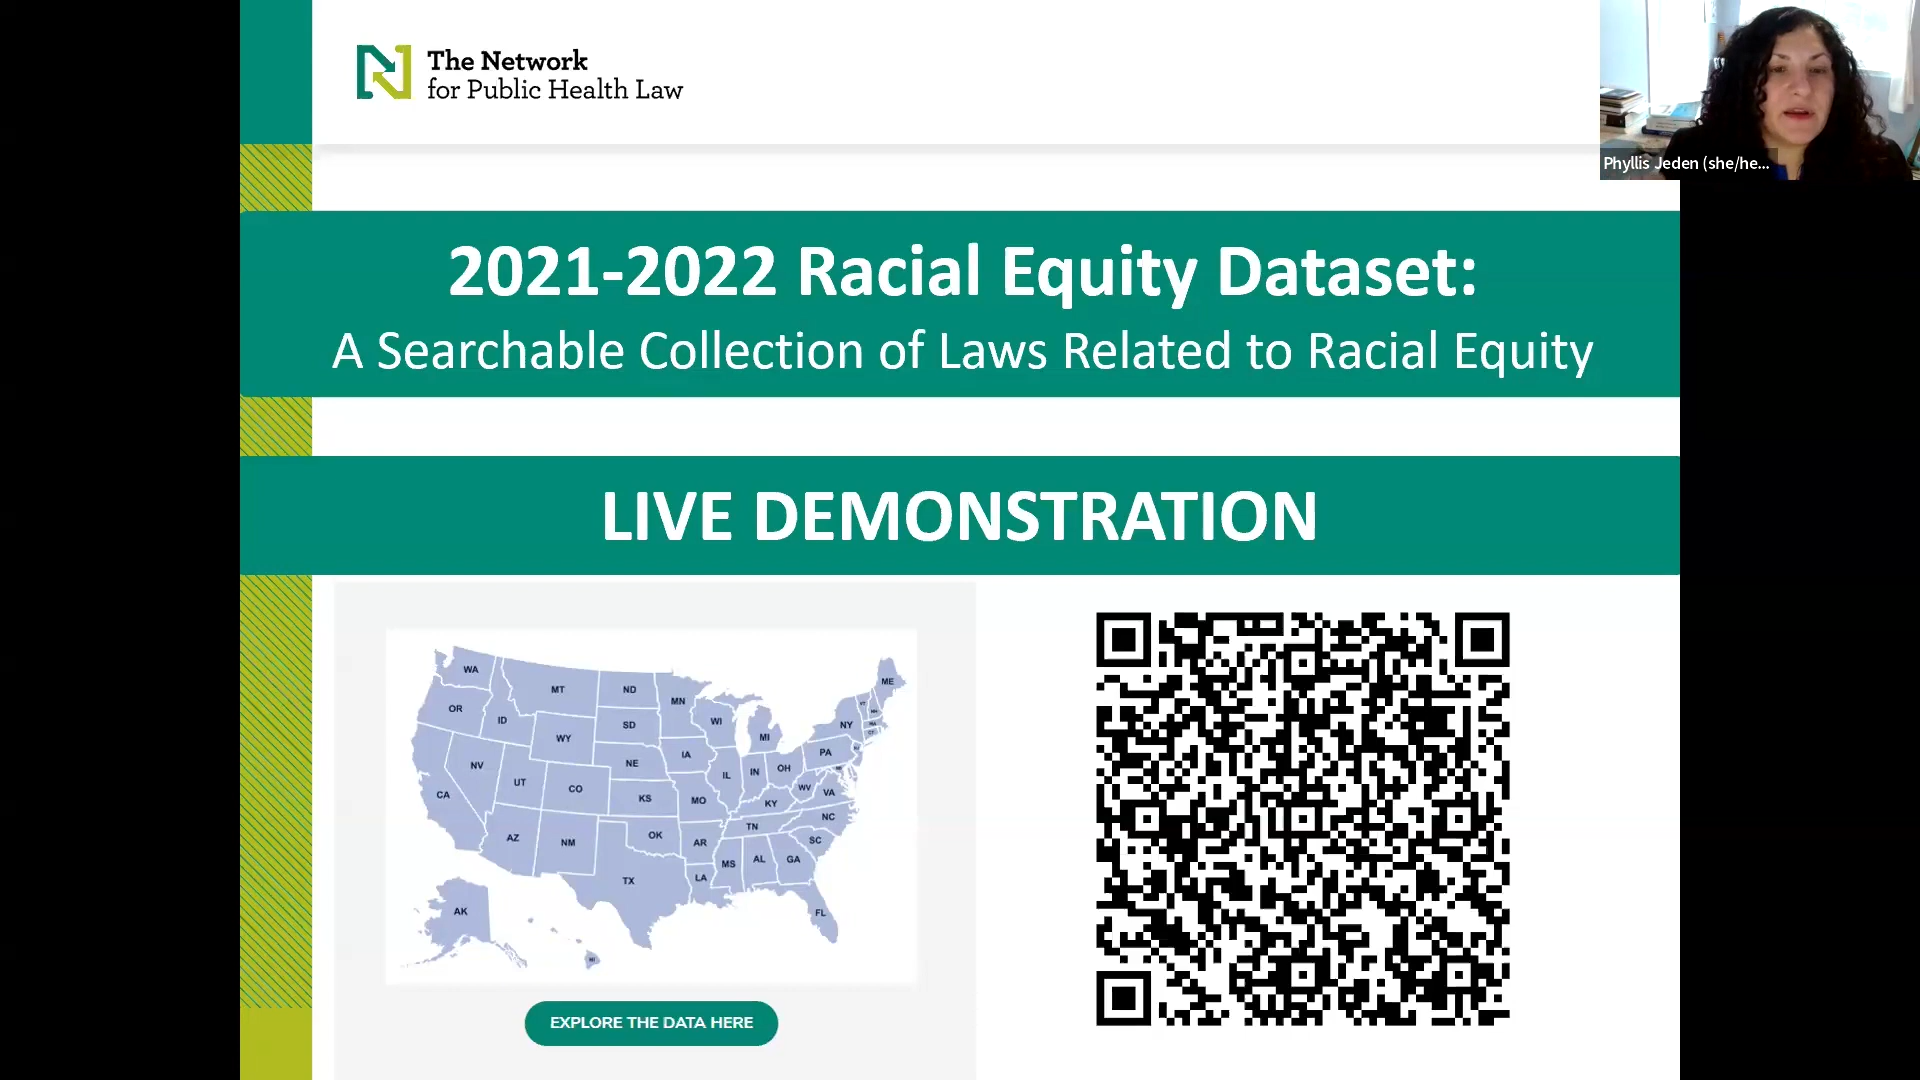 The Network
for Public Health Law
Phyllis Jeden (she/he...
2021-2022 Racial Equity Dataset:
A Searchable Collection of Laws Related to Racial Equity
LIVE DEMONSTRATION
WA
MT
ND
MN
ME
OR
ID
SD
WI
NY
WY
MI
IA
PA
NV
NE
UT
CO
IL
IN
OH
CA
KS
MO
WV
VA
KY
NC
AZ
NM
OK
TN
AR
SC
MS
AL
GA
TX
LA
AK
FL
HI
EXPLORE THE DATA HERE